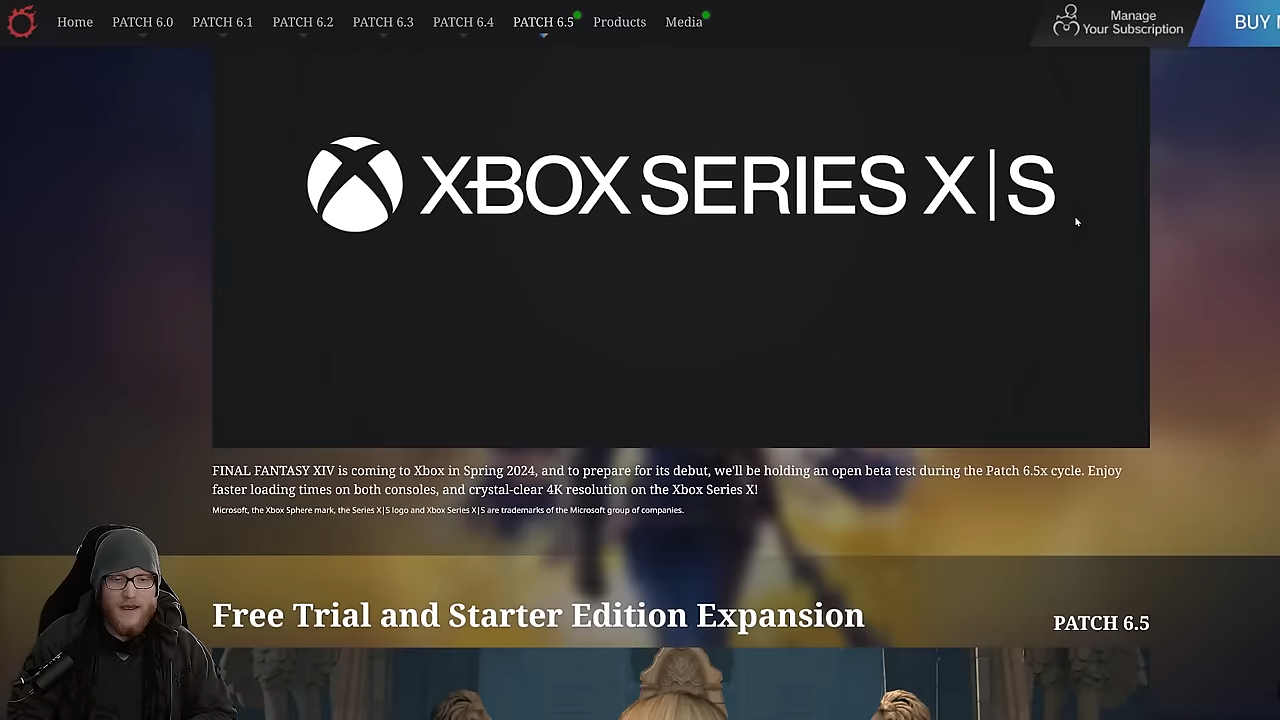 Home PATCH 6.0 PATCH 6.1 PATCH 6.2 PATCH 6.3 PATCH 6.4 PATCH 6.5 Products Media
Manage
Your Subscription
BUY
XBOX SERIES X|S
FINAL FANTASY XIV is coming to Xbox in Spring 2024, and to prepare for its debut, we'll be holding an open beta test during the Patch 6.5x cycle. Enjoy
faster loading times on both consoles, and crystal-clear 4K resolution on the Xbox Series X!
Microsoft, the Xbox Sphere mark, the Series X|S logo and Xbox Series X|S are trademarks of the Microsoft group of companies.
Free Trial and Starter Edition Expansion
PATCH 6.5